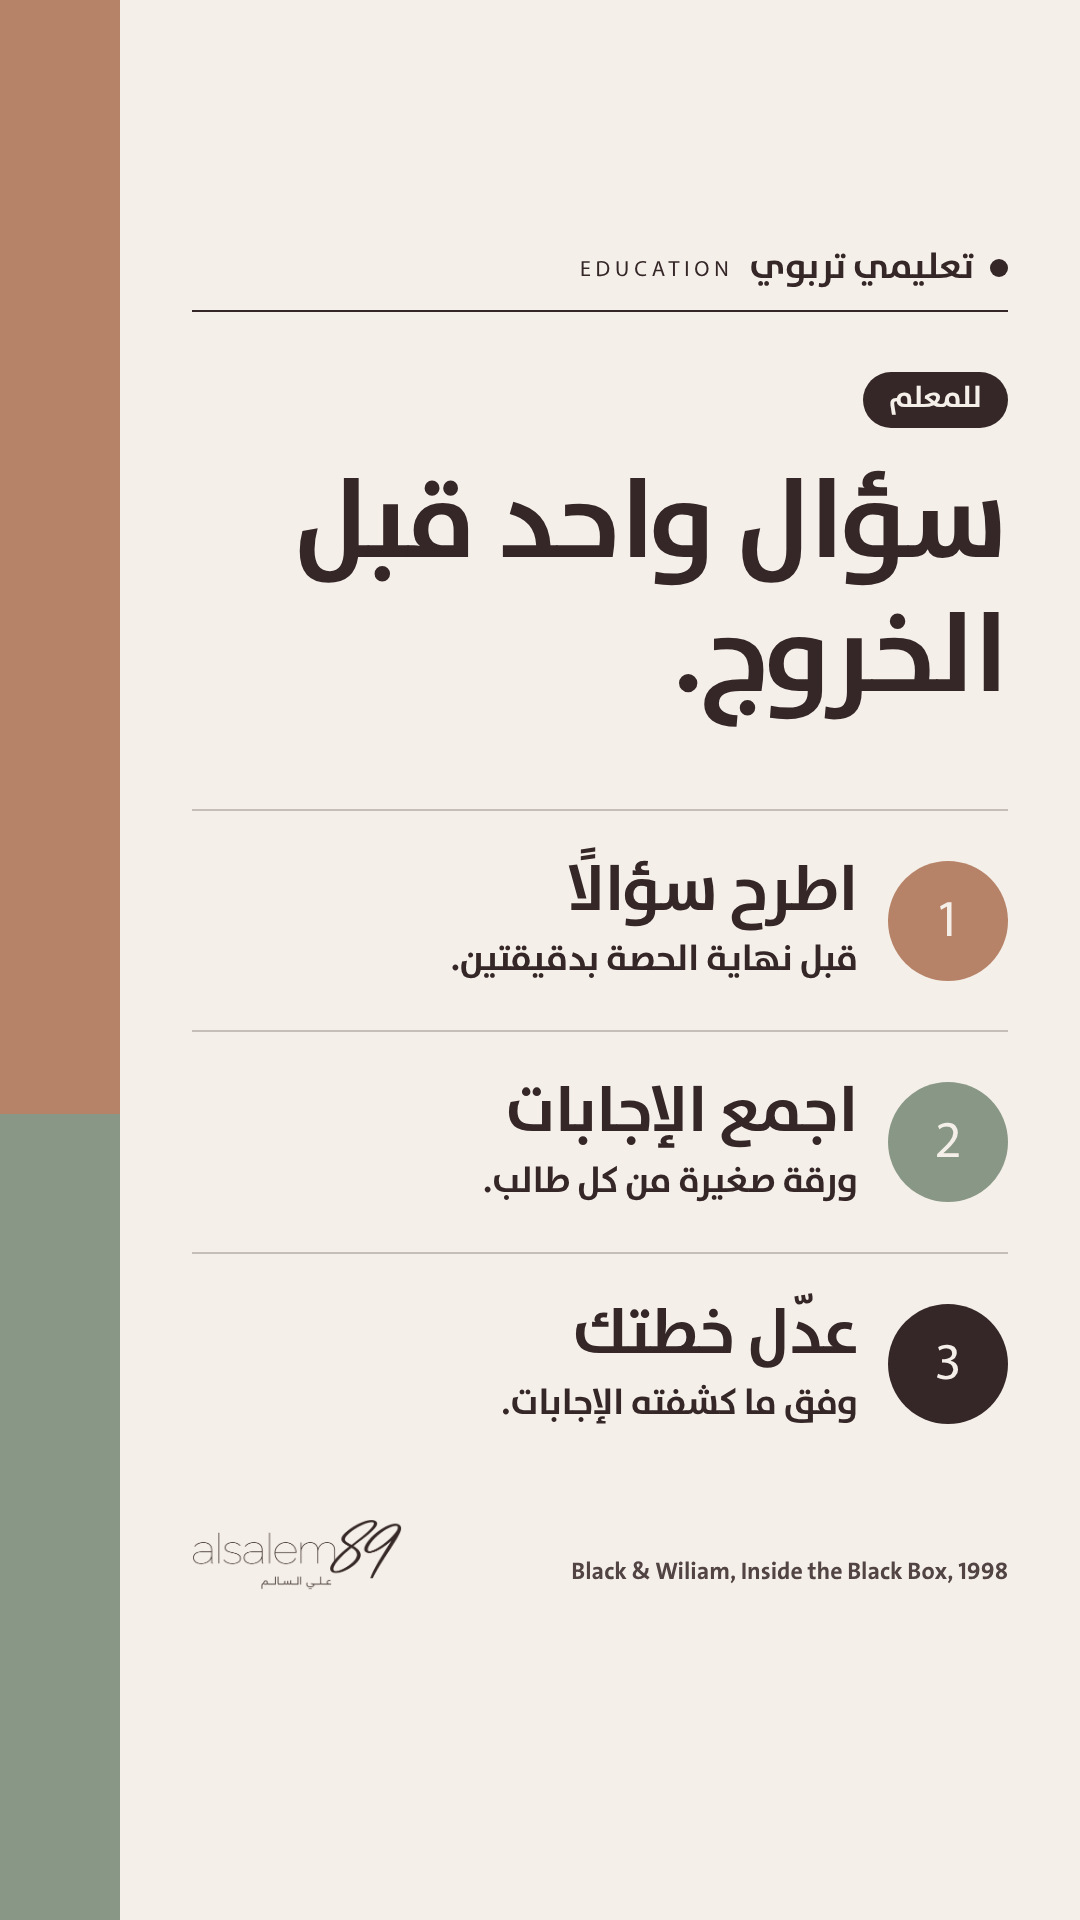 تعليمي تربوي EDUCATION
للمعلم
سؤال واحد قبل
الخروج.
1
اطرح سؤالًا
قبل نهاية الحصة بدقيقتين.
2
اجمع الإجابات
ورقة صغيرة من كل طالب.
3
عدّل خطتك
وفق ما كشفته الإجابات.
Black & Wiliam, Inside the Black Box, 1998
alsalem89
علي السالم